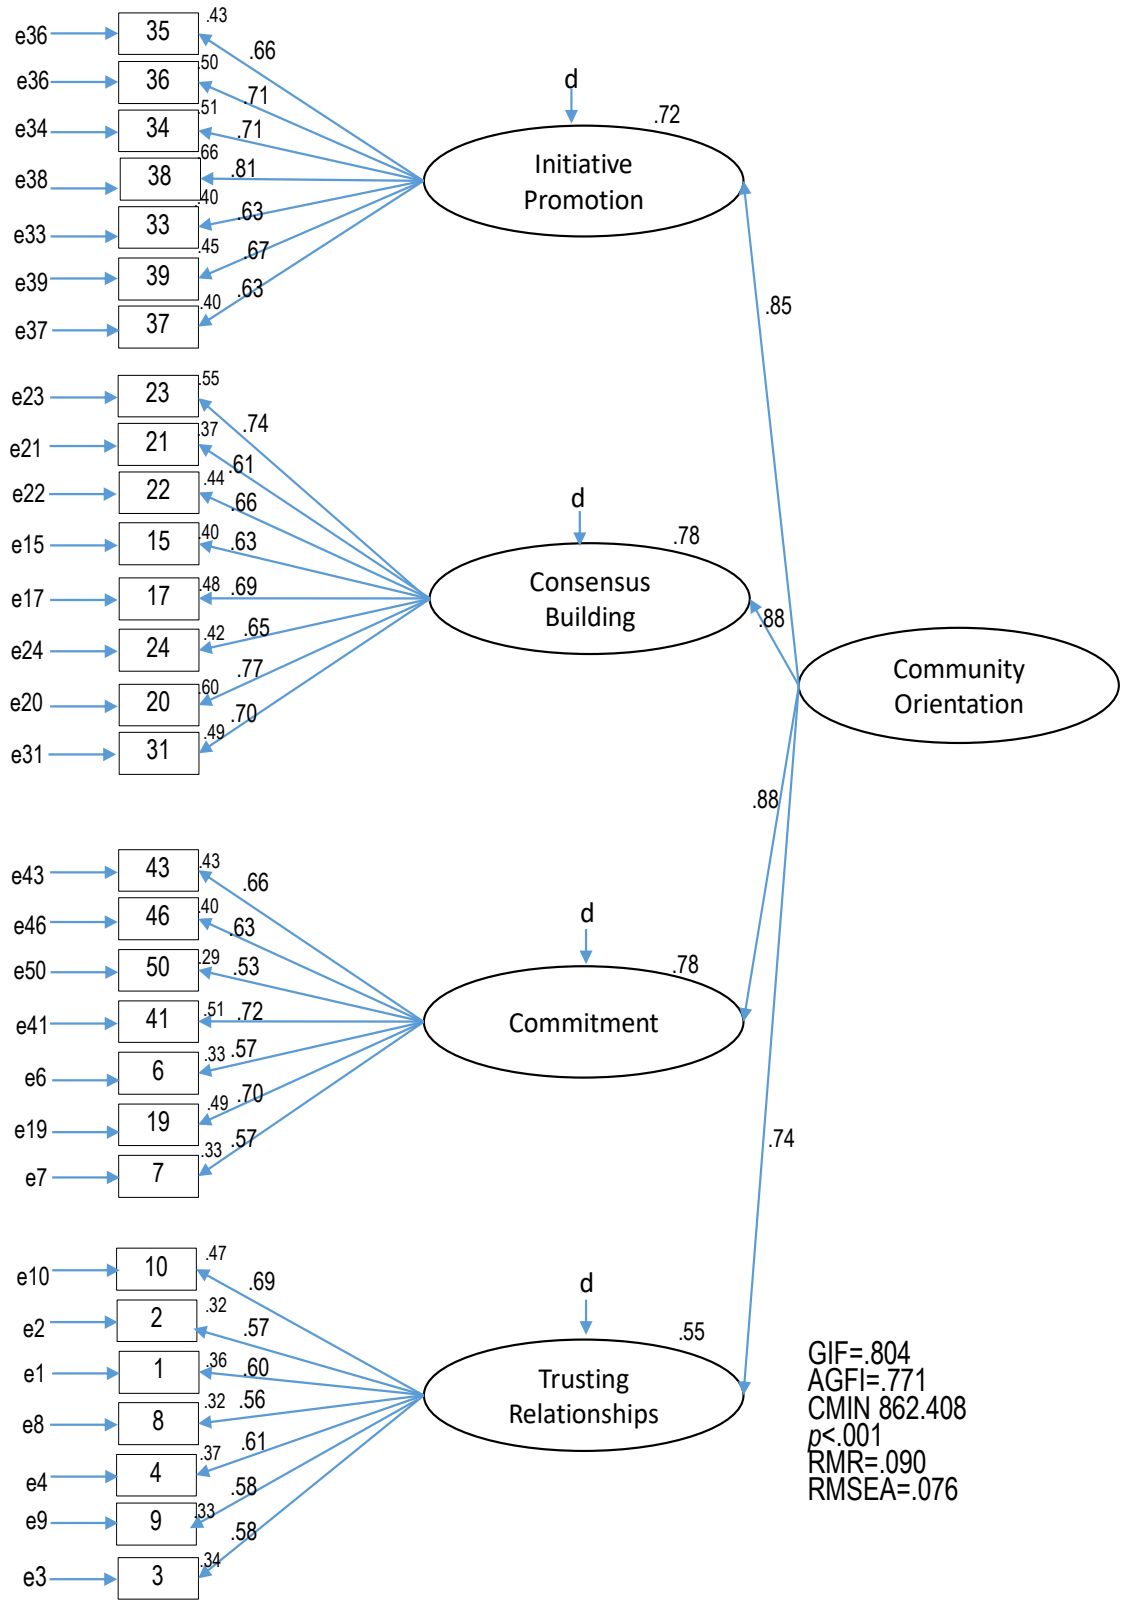 e36 35 .43
.66
e36 36 .50
.71
e34 34 .51
.71
e38 38 .66
.81
e33 33 .40
.63
e39 39 .45
.67
e37 37 .40
.63
d
.72
Initiative
Promotion
.85
e23 23 .55
.74
e21 21 .37
.61
e22 22 .44
.66
e15 15 .40
.63
e17 17 .48
.69
e24 24 .42
.65
e20 20 .60
.77
e31 31 .49
.70
d
.78
Consensus
Building
.88
Community
Orientation
.88
e43 43 .43
.66
e46 46 .40
.63
e50 50 .29
.53
e41 41 .51
.72
e6 6 .33
.57
e19 19 .49
.70
e7 7 .33
.57
d
.78
Commitment
.74
e10 10 .47
.69
e2 2 .32
.57
e1 1 .36
.60
e8 8 .32
.56
e4 4 .37
.61
e9 9 .33
.58
e3 3 .34
.58
d
.55
Trusting
Relationships
GIF=.804
AGFI=.771
CMIN 862.408
p<.001
RMR=.090
RMSEA=.076